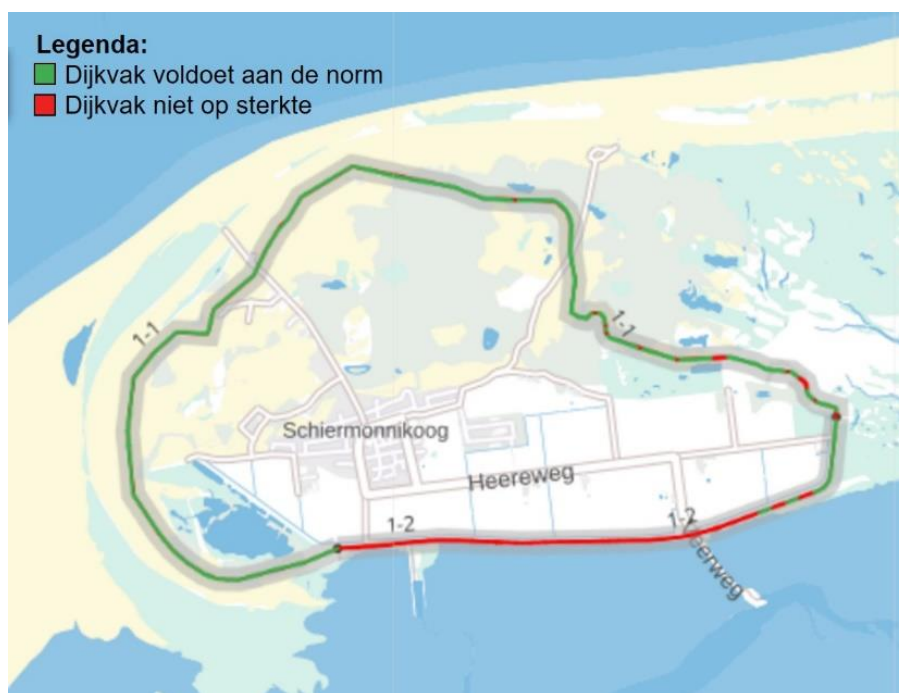 Legenda:
Dijkvak voldoet aan de norm
Dijkvak niet op sterkte
1-1
1-1
Schiermonnikoog
Heereweg
1-2
1-2